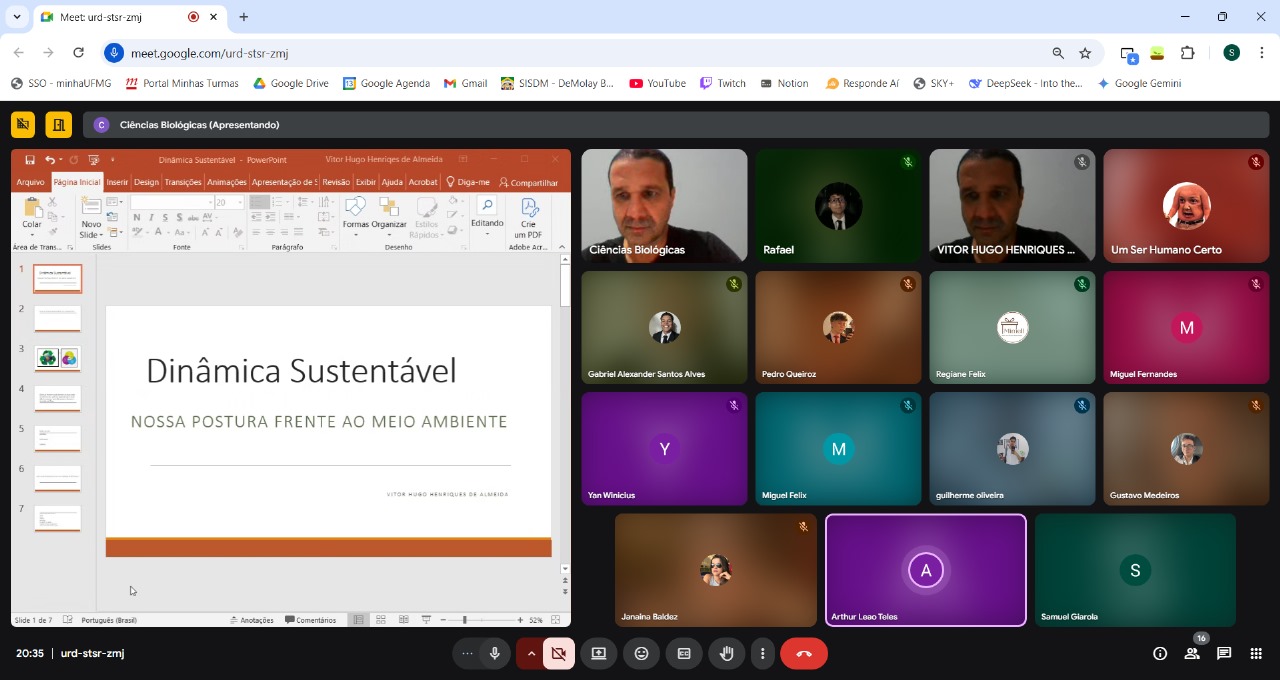 Meet: urd-stsr-zmj
meet.google.com/urd-stsr-zmj
S
SSO - minhaUFMG
Portal Minhas Turmas
Google Drive
Google Agenda
Gmail
SISDM - DeMolay B...
YouTube
Twitch
Notion
Responde Aí
SKY+
DeepSeek - Into the...
Google Gemini
C
Ciências Biológicas (Apresentando)
Dinâmica Sustentável - PowerPoint
Vitor Hugo Henriqes de Almeida
Arquivo
Página Inicial
Inserir
Design
Transições
Animações
Apresentação de S
Revisão
Exibir
Ajuda
Acrobat
Diga-me
Compartilhar
Colar
Novo
Slide
20
N I S S abc AV
Aa
Formas
Organizar
Estilos
Rápidos
Editando
Crie
um PDF
Área de Trans...
Slides
Fonte
Parágrafo
Desenho
Adobe Acr...
1
2
3
4
5
6
7
Dinâmica Sustentável
NOSSA POSTURA FRENTE AO MEIO AMBIENTE
VITOR HUGO HENRIQUES DE ALMEIDA
Slide 1 de 7
Português (Brasil)
Anotações
Comentários
52%
Ciências Biológicas
Rafael
VITOR HUGO HENRIQUES ...
Um Ser Humano Certo
Gabriel Alexander Santos Alves
Pedro Queiroz
Regiane Felix
M
Miguel Fernandes
Y
Yan Winicius
M
Miguel Felix
guilherme oliveira
Gustavo Medeiros
Janaína Baldez
A
Arthur Leao Teles
S
Samuel Giarola
20:35 | urd-stsr-zmj
16